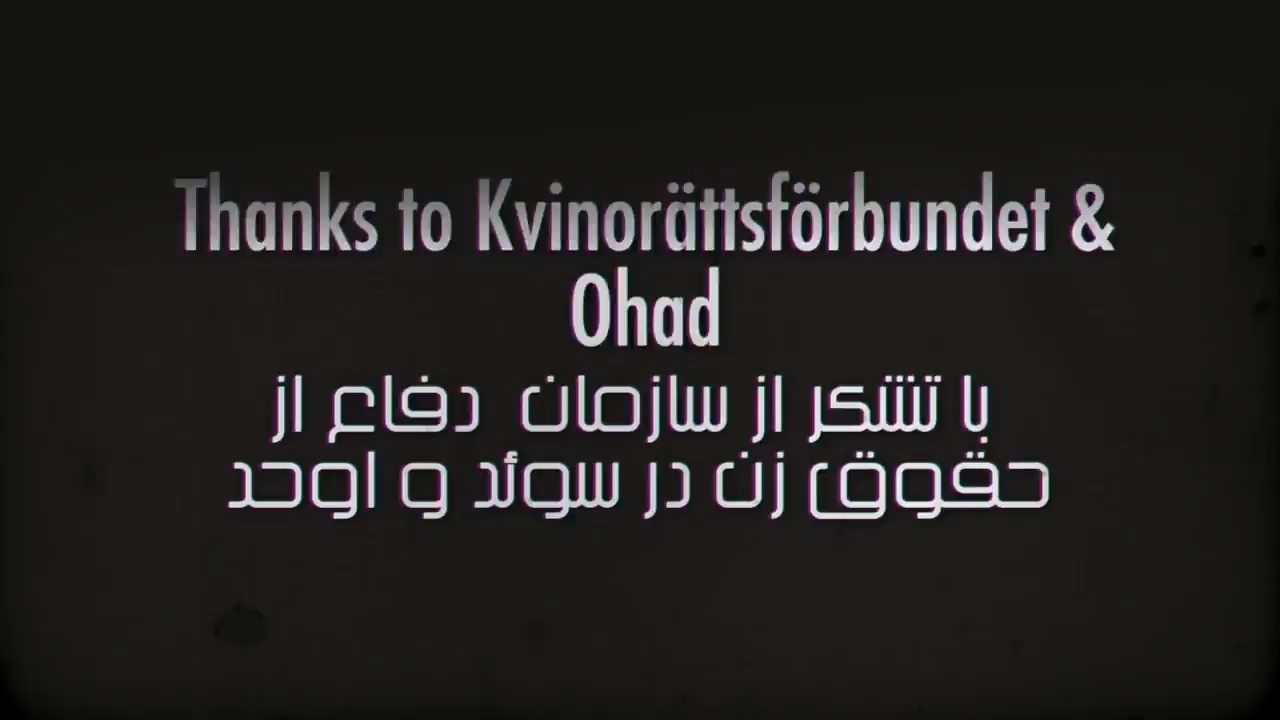 Thanks to Kvinorättsförbundet &
Ohad
با تشکر از سازمان دفاع از
حقوق زن در سوئد و اوحد